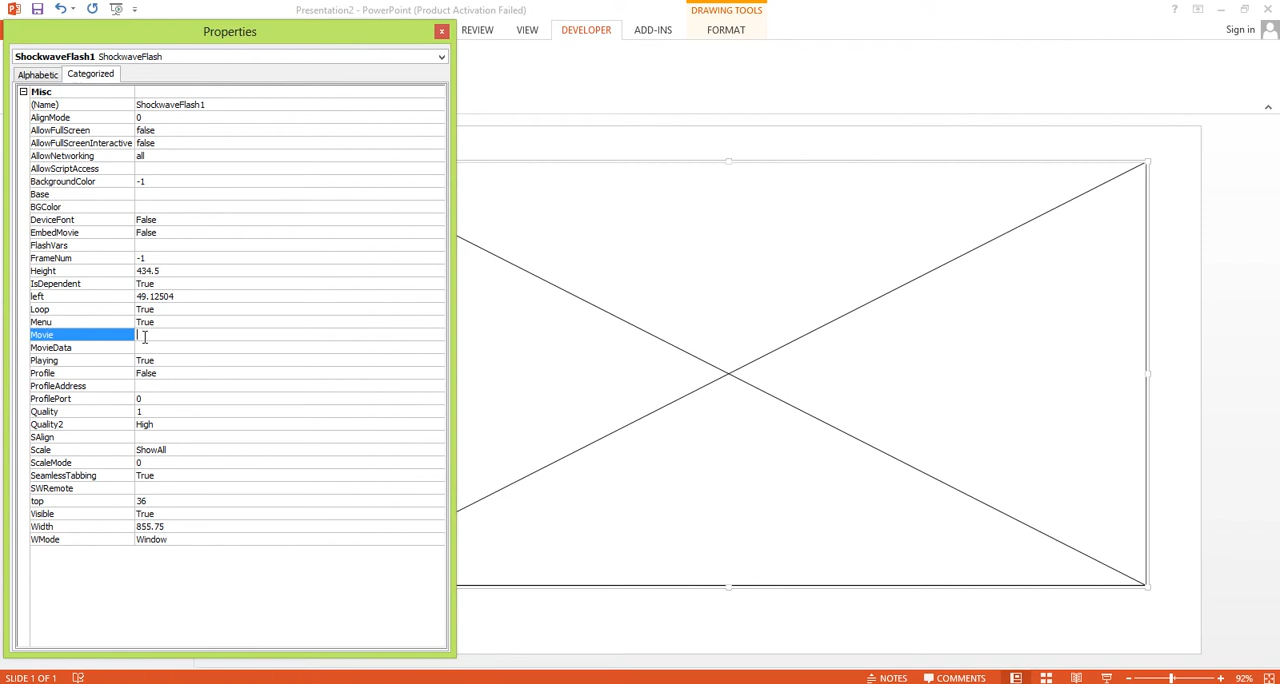 Presentation2 - PowerPoint (Product Activation Failed)
DRAWING TOOLS
?
Properties
x
REVIEW VIEW DEVELOPER ADD-INS FORMAT
Sign in
ShockwaveFlash1 ShockwaveFlash
Alphabetic Categorized
Misc
(Name) ShockwaveFlash1
AlignMode 0
AllowFullScreen false
AllowFullScreenInteractive false
AllowNetworking all
AllowScriptAccess
BackgroundColor -1
Base
BGColor
DeviceFont False
EmbedMovie False
FlashVars
FrameNum -1
Height 434.5
IsDependent True
left 49.12504
Loop True
Menu True
Movie
MovieData
Playing True
Profile False
ProfileAddress
ProfilePort 0
Quality 1
Quality2 High
SAlign
Scale ShowAll
ScaleMode 0
SeamlessTabbing True
SWRemote
top 36
Visible True
Width 855.75
WMode Window
SLIDE 1 OF 1 NOTES COMMENTS 92%